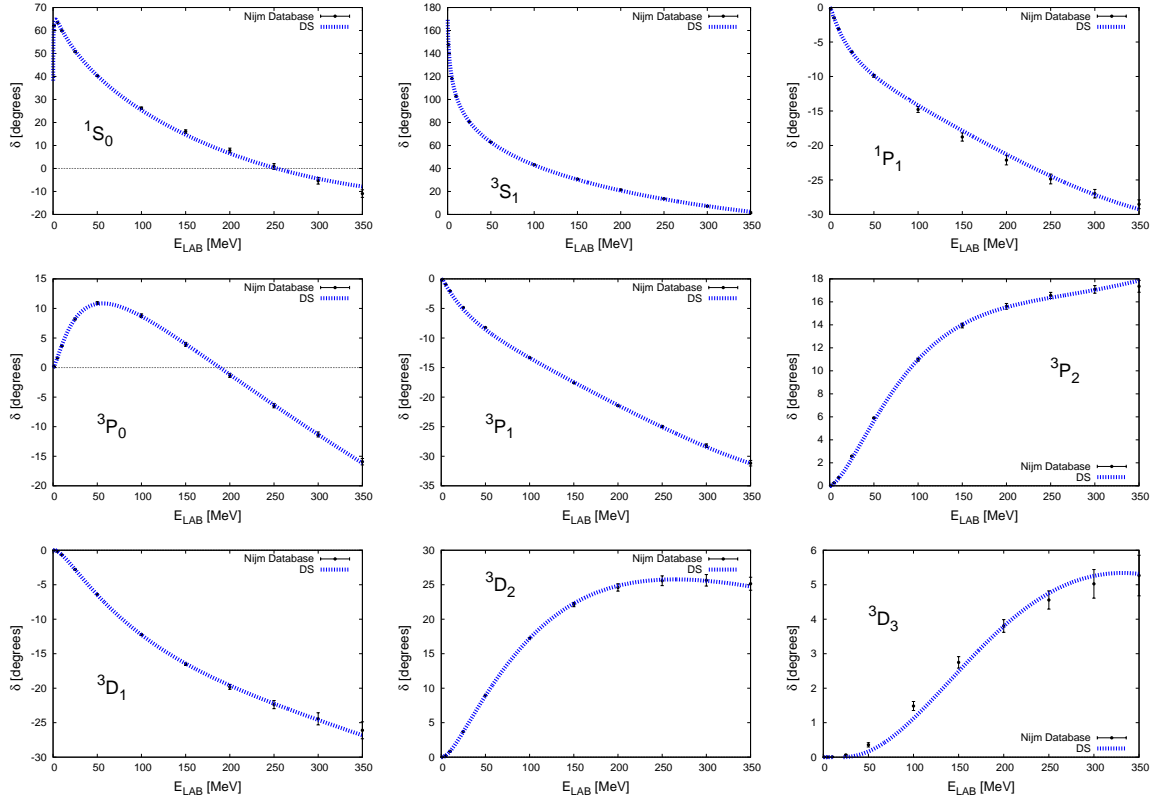 70
60
50
40
30
20
10
0
-10
-20
δ [degrees]
Nijm Database
DS
¹S₀
0 50 100 150 200 250 300 350
E_LAB [MeV]
180
160
140
120
100
80
60
40
20
0
δ [degrees]
Nijm Database
DS
³S₁
0 50 100 150 200 250 300 350
E_LAB [MeV]
0
-5
-10
-15
-20
-25
-30
δ [degrees]
Nijm Database
DS
¹P₁
0 50 100 150 200 250 300 350
E_LAB [MeV]
15
10
5
0
-5
-10
-15
-20
δ [degrees]
Nijm Database
DS
³P₀
0 50 100 150 200 250 300 350
E_LAB [MeV]
0
-5
-10
-15
-20
-25
-30
-35
δ [degrees]
Nijm Database
DS
³P₁
0 50 100 150 200 250 300 350
E_LAB [MeV]
18
16
14
12
10
8
6
4
2
0
δ [degrees]
³P₂
Nijm Database
DS
0 50 100 150 200 250 300 350
E_LAB [MeV]
0
-5
-10
-15
-20
-25
-30
δ [degrees]
Nijm Database
DS
³D₁
0 50 100 150 200 250 300 350
E_LAB [MeV]
30
25
20
15
10
5
0
δ [degrees]
Nijm Database
DS
³D₂
0 50 100 150 200 250 300 350
E_LAB [MeV]
6
5
4
3
2
1
0
δ [degrees]
³D₃
Nijm Database
DS
0 50 100 150 200 250 300 350
E_LAB [MeV]